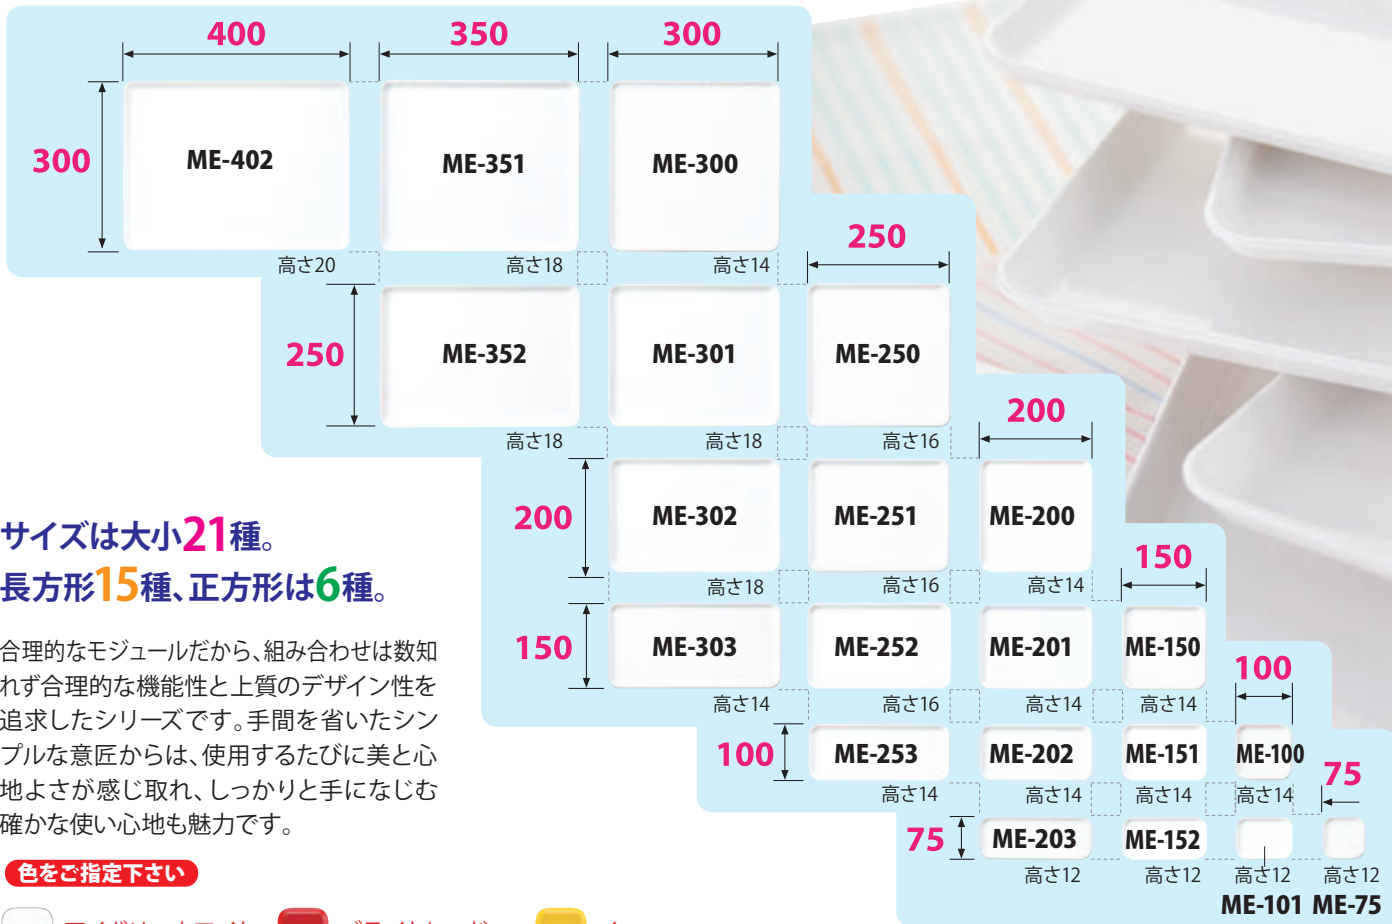 400 350 300
300 ME-402 ME-351 ME-300
高さ20 高さ18 高さ14
250
250 ME-352 ME-301 ME-250
高さ18 高さ18 高さ16
200
200 ME-302 ME-251 ME-200
高さ18 高さ16 高さ14
150
150 ME-303 ME-252 ME-201 ME-150
高さ14 高さ16 高さ14 高さ14
100
100 ME-253 ME-202 ME-151 ME-100
高さ14 高さ14 高さ14 高さ14
75
75 ME-203 ME-152
高さ12 高さ12 高さ12 高さ12
ME-101 ME-75
サイズは大小21種。
長方形15種、正方形は6種。
合理的なモジュールだから、組み合わせは数知
れず合理的な機能性と上質のデザイン性を
追求したシリーズです。手間を省いたシン
プルな意匠からは、使用するたびに美と心
地よさが感じ取れ、しっかりと手になじむ
確かな使い心地も魅力です。
色をご指定下さい